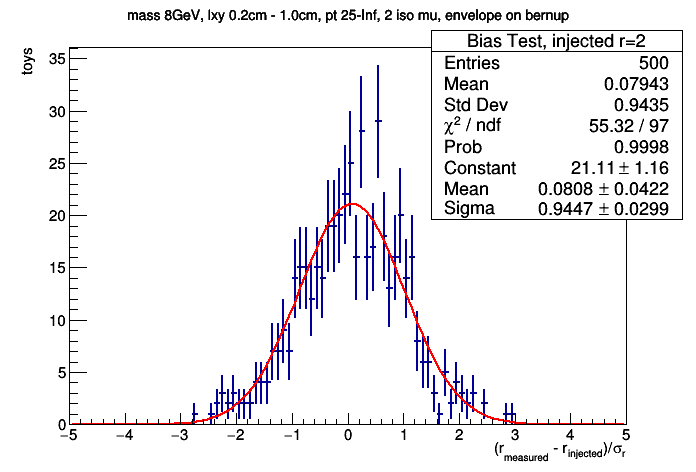 mass 8GeV, lxy 0.2cm - 1.0cm, pt 25-Inf, 2 iso mu, envelope on bernup
Bias Test, injected r=2
Entries 500
Mean 0.07943
Std Dev 0.9435
χ² / ndf 55.32 / 97
Prob 0.9998
Constant 21.11 ± 1.16
Mean 0.0808 ± 0.0422
Sigma 0.9447 ± 0.0299
toys
35
30
25
20
15
10
5
0
−5 −4 −3 −2 −1 0 1 2 3 4 5
(r_measured - r_injected)/σ_r